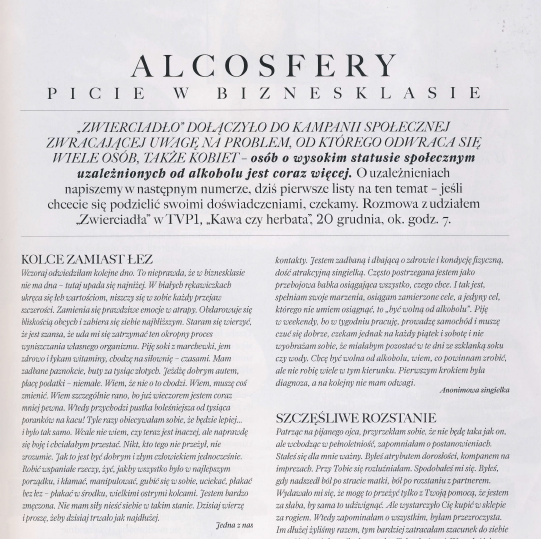 ALCOSFERY
PICIE W BIZNESKLASIE
„ZWIERCIADŁO” DOŁĄCZYŁO DO KAMPANII SPOŁECZNEJ
ZWRACAJĄCEJ UWAGĘ NA PROBLEM, OD KTÓREGO ODWRACA SIĘ
WIELE OSÓB, TAKŻE KOBIET – osób o wysokim statusie społecznym
uzależnionych od alkoholu jest coraz więcej. O uzależnieniach
napiszemy w następnym numerze, dziś pierwsze listy na ten temat – jeśli
chcecie się podzielić swoimi doświadczeniami, czekamy. Rozmowa z udziałem
„Zwierciadła” w TVP1, „Kawa czy herbata”, 20 grudnia, ok. godz. 7.
KOLCE ZAMIAST ŁEZ
Wczoraj odwiedziłam kolejne dno. To nieprawda, że w biznesklasie
nie ma dna – tutaj upada się najniżej. W białych rękawiczkach
ukręca się łeb wartościom, niszczy się w sobie każdy przejaw
szczerości. Zamienia się prawdziwe emocje w atrapy. Obdarowuje się
bliskością obcych i zabiera się siebie najbliższym. Staram się wierzyć,
że jest szansa, że uda mi się zatrzymać ten okropny proces
wyniszczania własnego organizmu. Piję soki z marchewki, jem
zdrowo i łykam witaminy, chodzę na siłownię – czasami. Mam
zadbane paznokcie, buty za tysiąc złotych. Jeżdżę dobrym autem,
płacę podatki – niemałe. Wiem, że nie o to chodzi. Wiem, muszę coś
zmienić. Wiem szczególnie rano, bo już wieczorem jestem coraz
mniej pewna. Wtedy przychodzi pustka boleśniejsza od tysiąca
poranków na kacu! Tyle razy obiecywałam sobie, że będzie lepiej...
i było tak samo. Wcale nie wiem, czy teraz jest inaczej, ale naprawdę
się boję i chciałabym przestać. Nikt, kto tego nie przeżył, nie
zrozumie. Jak to jest być dobrym i złym człowiekiem jednocześnie.
Robić wspaniałe rzeczy, żyć, jakby wszystko było w najlepszym
porządku, i kłamać, manipulować, gubić się w sobie, uciekać, płakać
bez łez – płakać w środku, wielkimi ostrymi kolcami. Jestem bardzo
zmęczona. Nie mam siły nieść siebie w takim stanie. Dzisiaj wierzę
i proszę, żeby dzisiaj trwało jak najdłużej.
Jedna z nas
kontakty. Jestem zadbaną i dbającą o zdrowie i kondycję fizyczną,
dość atrakcyjną singielką. Często postrzegana jestem jako
przebojowa babka osiągająca wszystko, czego chce. I tak jest,
spełniam swoje marzenia, osiągam zamierzone cele, a jedyny cel,
którego nie umiem osiągnąć, to „być wolną od alkoholu”. Piję
w weekendy, bo w tygodniu pracuję, prowadzę samochód i muszę
czuć się dobrze, czekam jednak na każdy piątek i sobotę i nie
wyobrażam sobie, że miałabym pozostać w te dni ze szklanką soku
czy wody. Chcę być wolna od alkoholu, wiem, co powinnam zrobić,
ale nie robię wiele w tym kierunku. Pierwszym krokiem była
diagnoza, a na kolejny nie mam odwagi.
Anonimowa singielka
SZCZĘŚLIWE ROZSTANIE
Patrząc na pijanego ojca, przyrzekłam sobie, że nie będę taka jak on,
ale wchodząc w pełnoletniość, zapomniałam o postanowieniach.
Stałeś się dla mnie ważny. Byłeś atrybutem dorosłości, kompanem na
imprezach. Przy Tobie się rozluźniałam. Spodobałeś mi się. Byłeś,
gdy nadszedł ból po stracie matki, ból po rozstaniu z partnerem.
Wydawało mi się, że mogę to przeżyć tylko z Twoją pomocą, że jestem
za słaba, by sama to udźwignąć. Ale wystarczyło Cię kupić w sklepie
za rogiem. Wtedy zapominałam o wszystkim, byłam przezroczysta.
Im dłużej żyliśmy razem, tym bardziej zatracałam szacunek do siebie